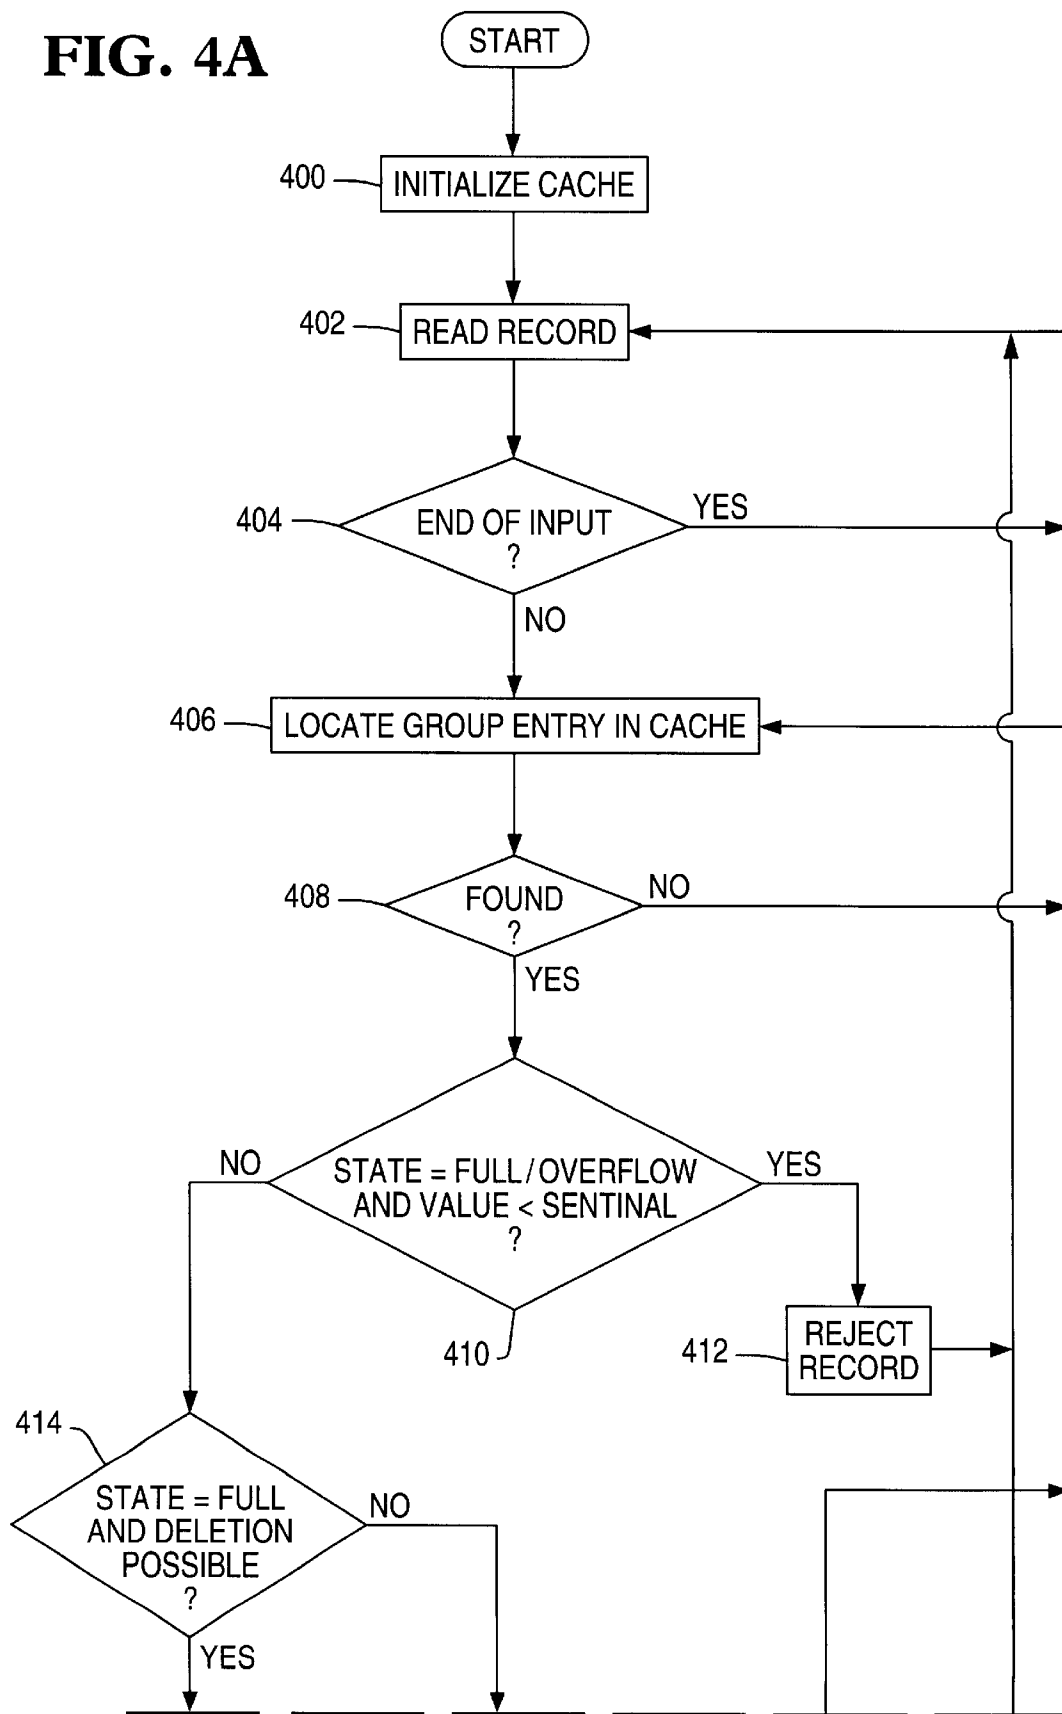 FIG. 4A
START
400
INITIALIZE CACHE
402
READ RECORD
404
END OF INPUT
?
YES
NO
406
LOCATE GROUP ENTRY IN CACHE
408
FOUND
?
NO
YES
NO
STATE = FULL/OVERFLOW
AND VALUE < SENTINAL
?
YES
410
412
REJECT
RECORD
414
STATE = FULL
AND DELETION
POSSIBLE
?
NO
YES